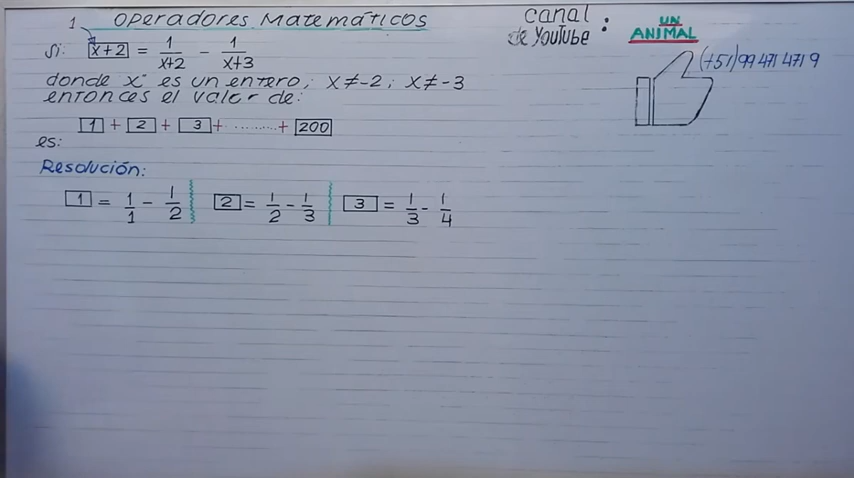 1 Operadores Matemáticos
canal de YouTube : UN ANIMAL
(+51) 99 471 471 9
Si: x+2 = 1/x+2 - 1/x+3
donde "x" es un entero; x≠-2; x≠-3
entonces el valor de:
1 + 2 + 3 + .......... + 200
es:
Resolución:
1 = 1/1 - 1/2 2 = 1/2 - 1/3 3 = 1/3 - 1/4